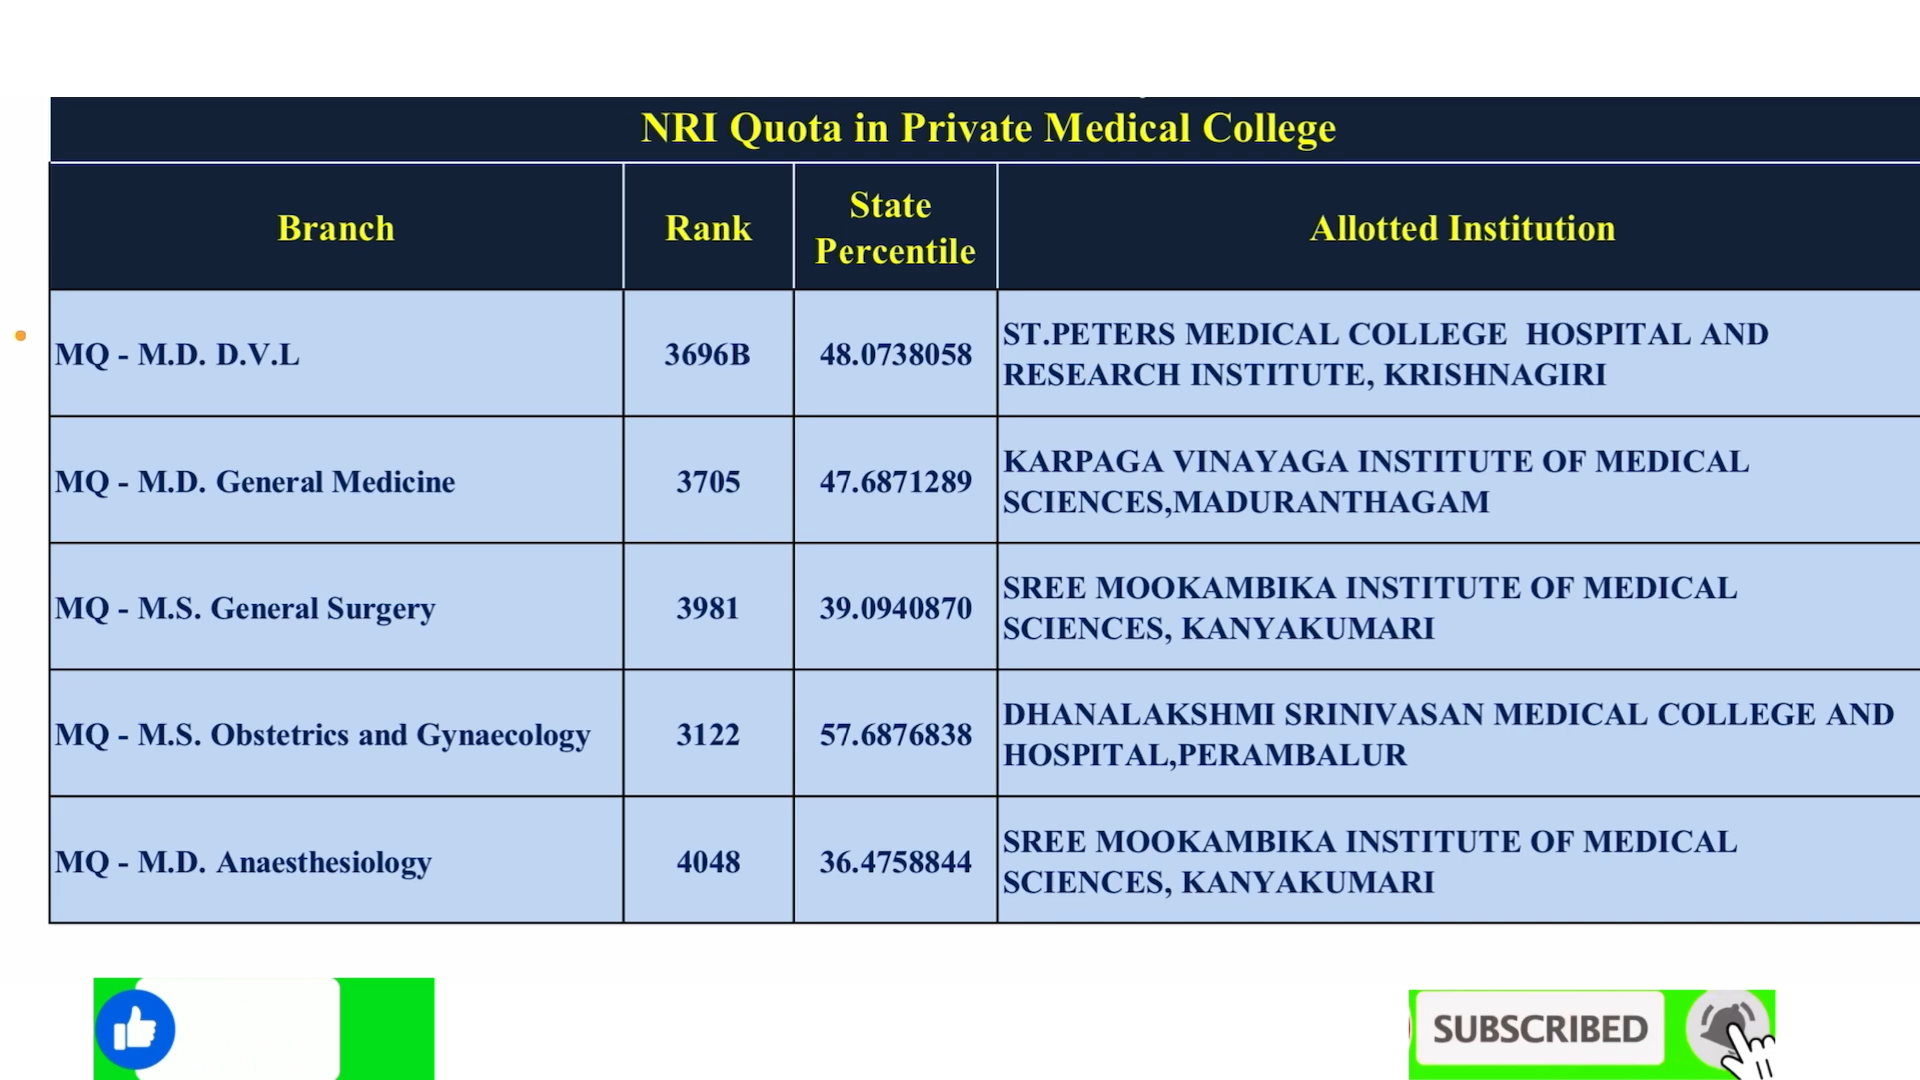 NRI Quota in Private Medical College
Branch
Rank
State
Percentile
Allotted Institution
MQ - M.D. D.V.L
3696B
48.0738058
ST.PETERS MEDICAL COLLEGE HOSPITAL AND
RESEARCH INSTITUTE, KRISHNAGIRI
MQ - M.D. General Medicine
3705
47.6871289
KARPAGA VINAYAGA INSTITUTE OF MEDICAL
SCIENCES,MADURANTHAGAM
MQ - M.S. General Surgery
3981
39.0940870
SREE MOOKAMBIKA INSTITUTE OF MEDICAL
SCIENCES, KANYAKUMARI
MQ - M.S. Obstetrics and Gynaecology
3122
57.6876838
DHANALAKSHMI SRINIVASAN MEDICAL COLLEGE AND
HOSPITAL,PERAMBALUR
MQ - M.D. Anaesthesiology
4048
36.4758844
SREE MOOKAMBIKA INSTITUTE OF MEDICAL
SCIENCES, KANYAKUMARI
SUBSCRIBED